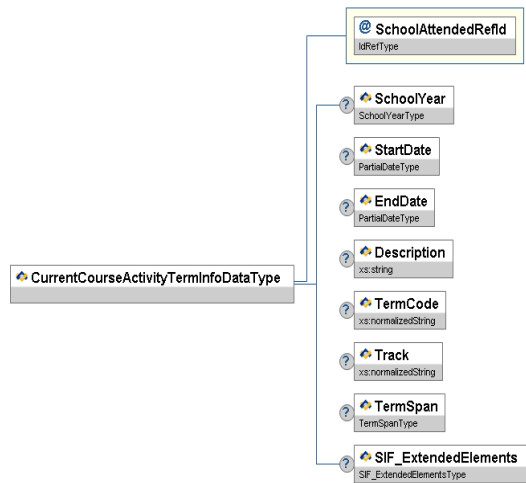 @ SchoolAttendedRefId
IdRefType
? SchoolYear
SchoolYearType
? StartDate
PartialDateType
? EndDate
PartialDateType
? Description
xs:string
CurrentCourseActivityTermInfoDataType
? TermCode
xs:normalizedString
? Track
xs:normalizedString
? TermSpan
TermSpanType
? SIF_ExtendedElements
SIF_ExtendedElementsType